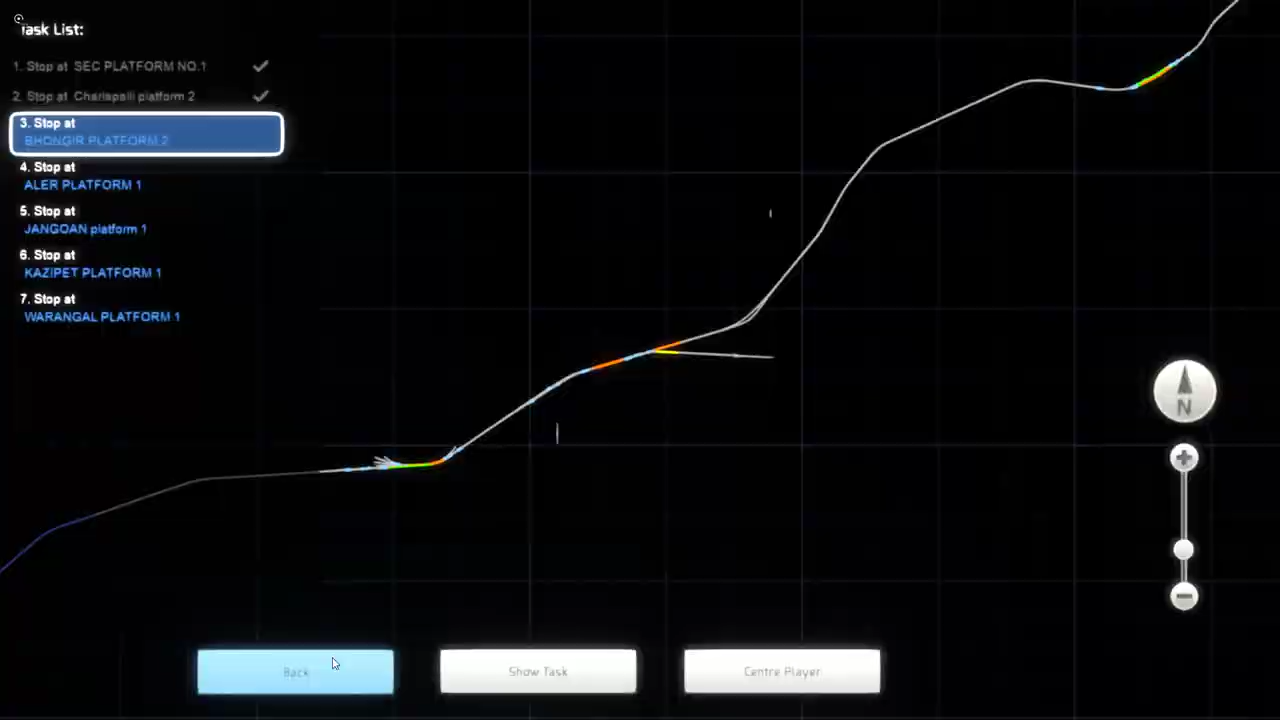 Task List:
1. Stop at SEC PLATFORM NO.1
2. Stop at Charlapalli platform 2
3. Stop at
BHONGIR PLATFORM 2
4. Stop at
ALER PLATFORM 1
5. Stop at
JANGOAN platform 1
6. Stop at
KAZIPET PLATFORM 1
7. Stop at
WARANGAL PLATFORM 1
N
Back
Show Task
Centre Player